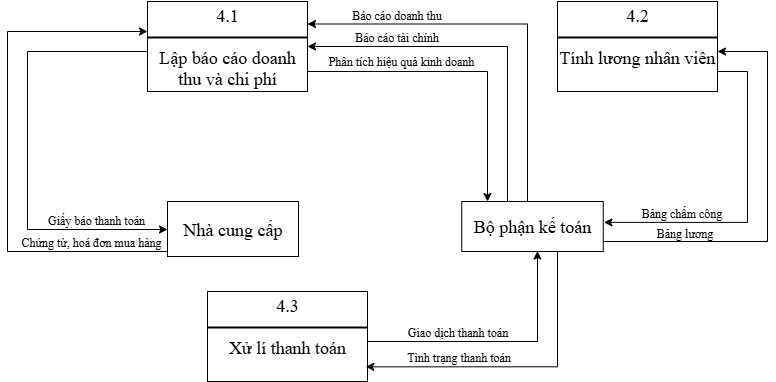 4.1
Lập báo cáo doanh
thu và chi phí
Báo cáo doanh thu
Báo cáo tài chính
Phân tích hiệu quả kinh doanh
4.2
Tính lương nhân viên
Giấy báo thanh toán
Chứng từ, hoá đơn mua hàng
Nhà cung cấp
Bộ phận kế toán
Bảng chấm công
Bảng lương
4.3
Xử lí thanh toán
Giao dịch thanh toán
Tình trạng thanh toán